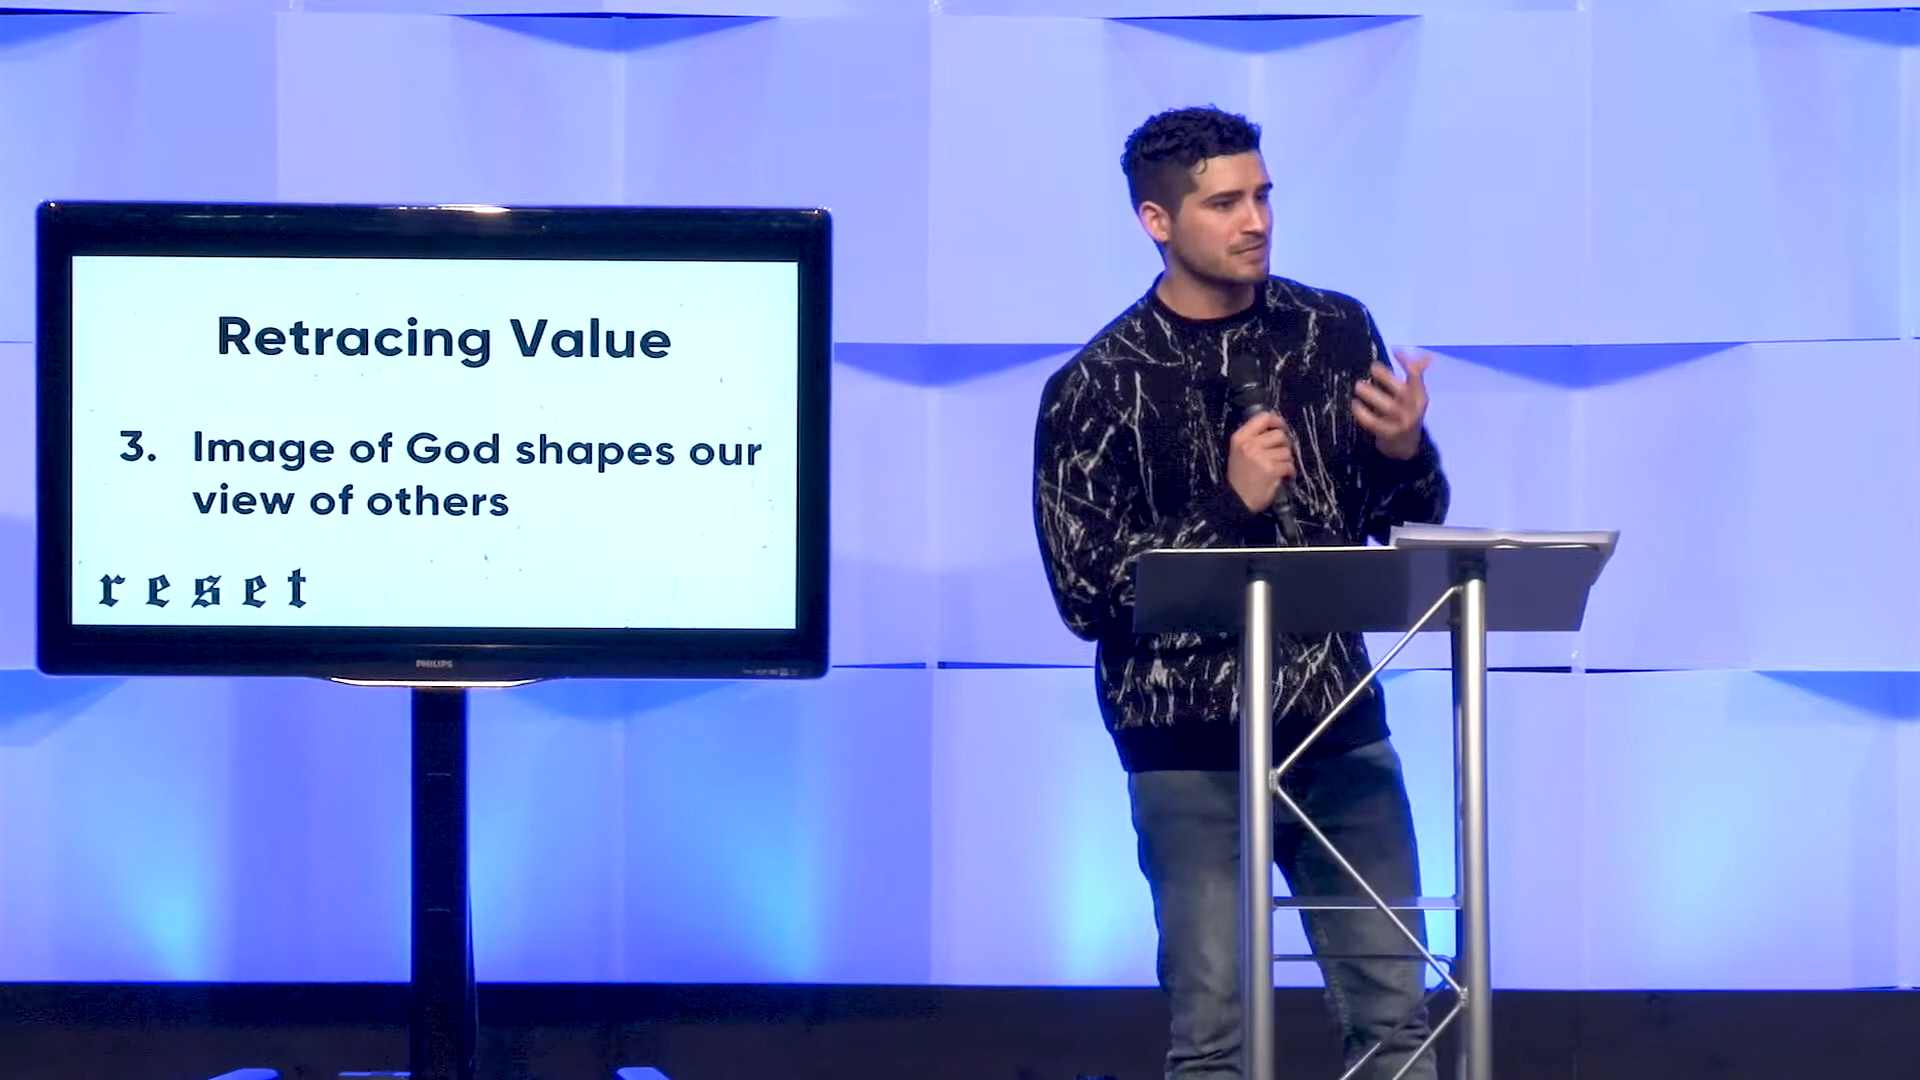 Retracing Value
3. Image of God shapes our
view of others
reset
PHILIPS